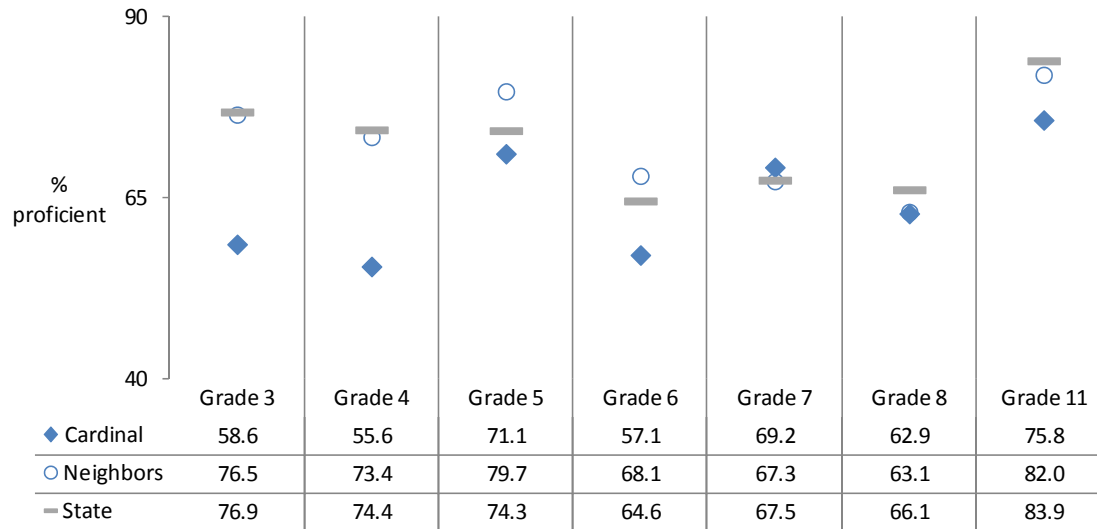 90
65
40
%
proficient
Grade 3 Grade 4 Grade 5 Grade 6 Grade 7 Grade 8 Grade 11
Cardinal 58.6 55.6 71.1 57.1 69.2 62.9 75.8
Neighbors 76.5 73.4 79.7 68.1 67.3 63.1 82.0
State 76.9 74.4 74.3 64.6 67.5 66.1 83.9